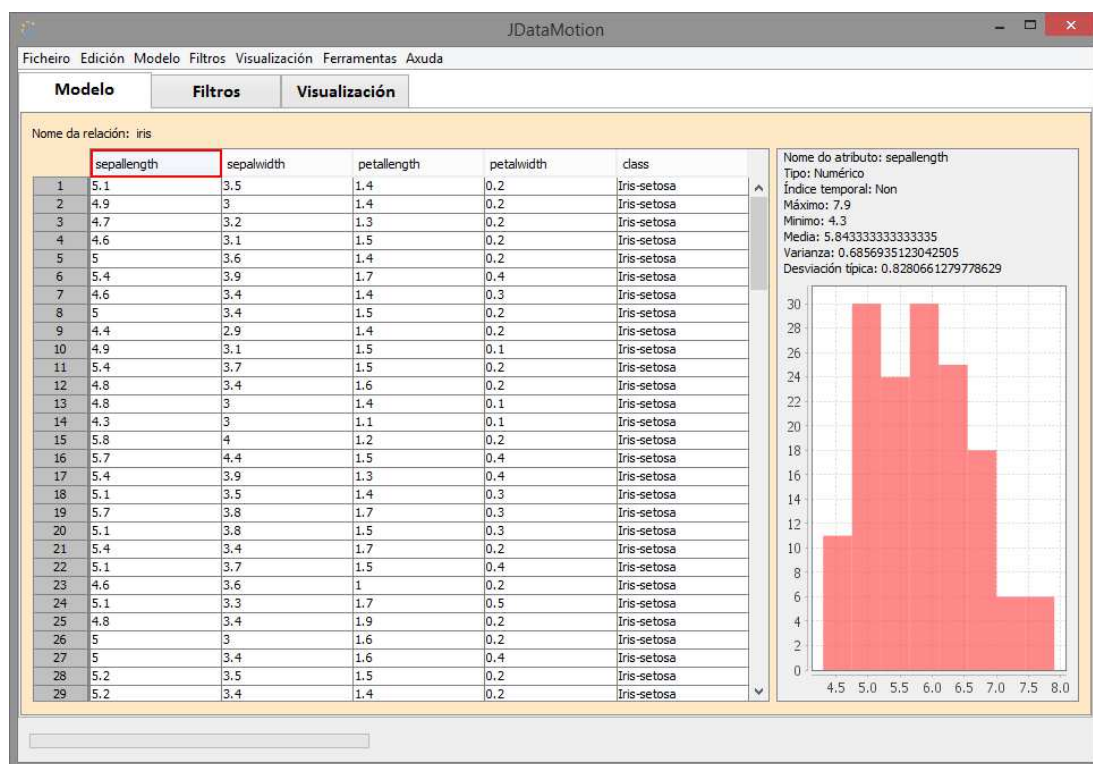 JDataMotion
Ficheiro Edición Modelo Filtros Visualización Ferramentas Axuda
Modelo Filtros Visualización
Nome da relación: iris
sepallength sepalwidth petallength petalwidth class
1 5.1 3.5 1.4 0.2 Iris-setosa
2 4.9 3 1.4 0.2 Iris-setosa
3 4.7 3.2 1.3 0.2 Iris-setosa
4 4.6 3.1 1.5 0.2 Iris-setosa
5 5 3.6 1.4 0.2 Iris-setosa
6 5.4 3.9 1.7 0.4 Iris-setosa
7 4.6 3.4 1.4 0.3 Iris-setosa
8 5 3.4 1.5 0.2 Iris-setosa
9 4.4 2.9 1.4 0.2 Iris-setosa
10 4.9 3.1 1.5 0.1 Iris-setosa
11 5.4 3.7 1.5 0.2 Iris-setosa
12 4.8 3.4 1.6 0.2 Iris-setosa
13 4.8 3 1.4 0.1 Iris-setosa
14 4.3 3 1.1 0.1 Iris-setosa
15 5.8 4 1.2 0.2 Iris-setosa
16 5.7 4.4 1.5 0.4 Iris-setosa
17 5.4 3.9 1.3 0.4 Iris-setosa
18 5.1 3.5 1.4 0.3 Iris-setosa
19 5.7 3.8 1.7 0.3 Iris-setosa
20 5.1 3.8 1.5 0.3 Iris-setosa
21 5.4 3.4 1.7 0.2 Iris-setosa
22 5.1 3.7 1.5 0.4 Iris-setosa
23 4.6 3.6 1 0.2 Iris-setosa
24 5.1 3.3 1.7 0.5 Iris-setosa
25 4.8 3.4 1.9 0.2 Iris-setosa
26 5 3 1.6 0.2 Iris-setosa
27 5 3.4 1.6 0.4 Iris-setosa
28 5.2 3.5 1.5 0.2 Iris-setosa
29 5.2 3.4 1.4 0.2 Iris-setosa
Nome do atributo: sepallength
Tipo: Numérico
Índice temporal: Non
Máximo: 7.9
Minimo: 4.3
Media: 5.843333333333335
Varianza: 0.6856935123042505
Desviación típica: 0.8280661279778629
30
28
26
24
22
20
18
16
14
12
10
8
6
4
2
0
4.5 5.0 5.5 6.0 6.5 7.0 7.5 8.0